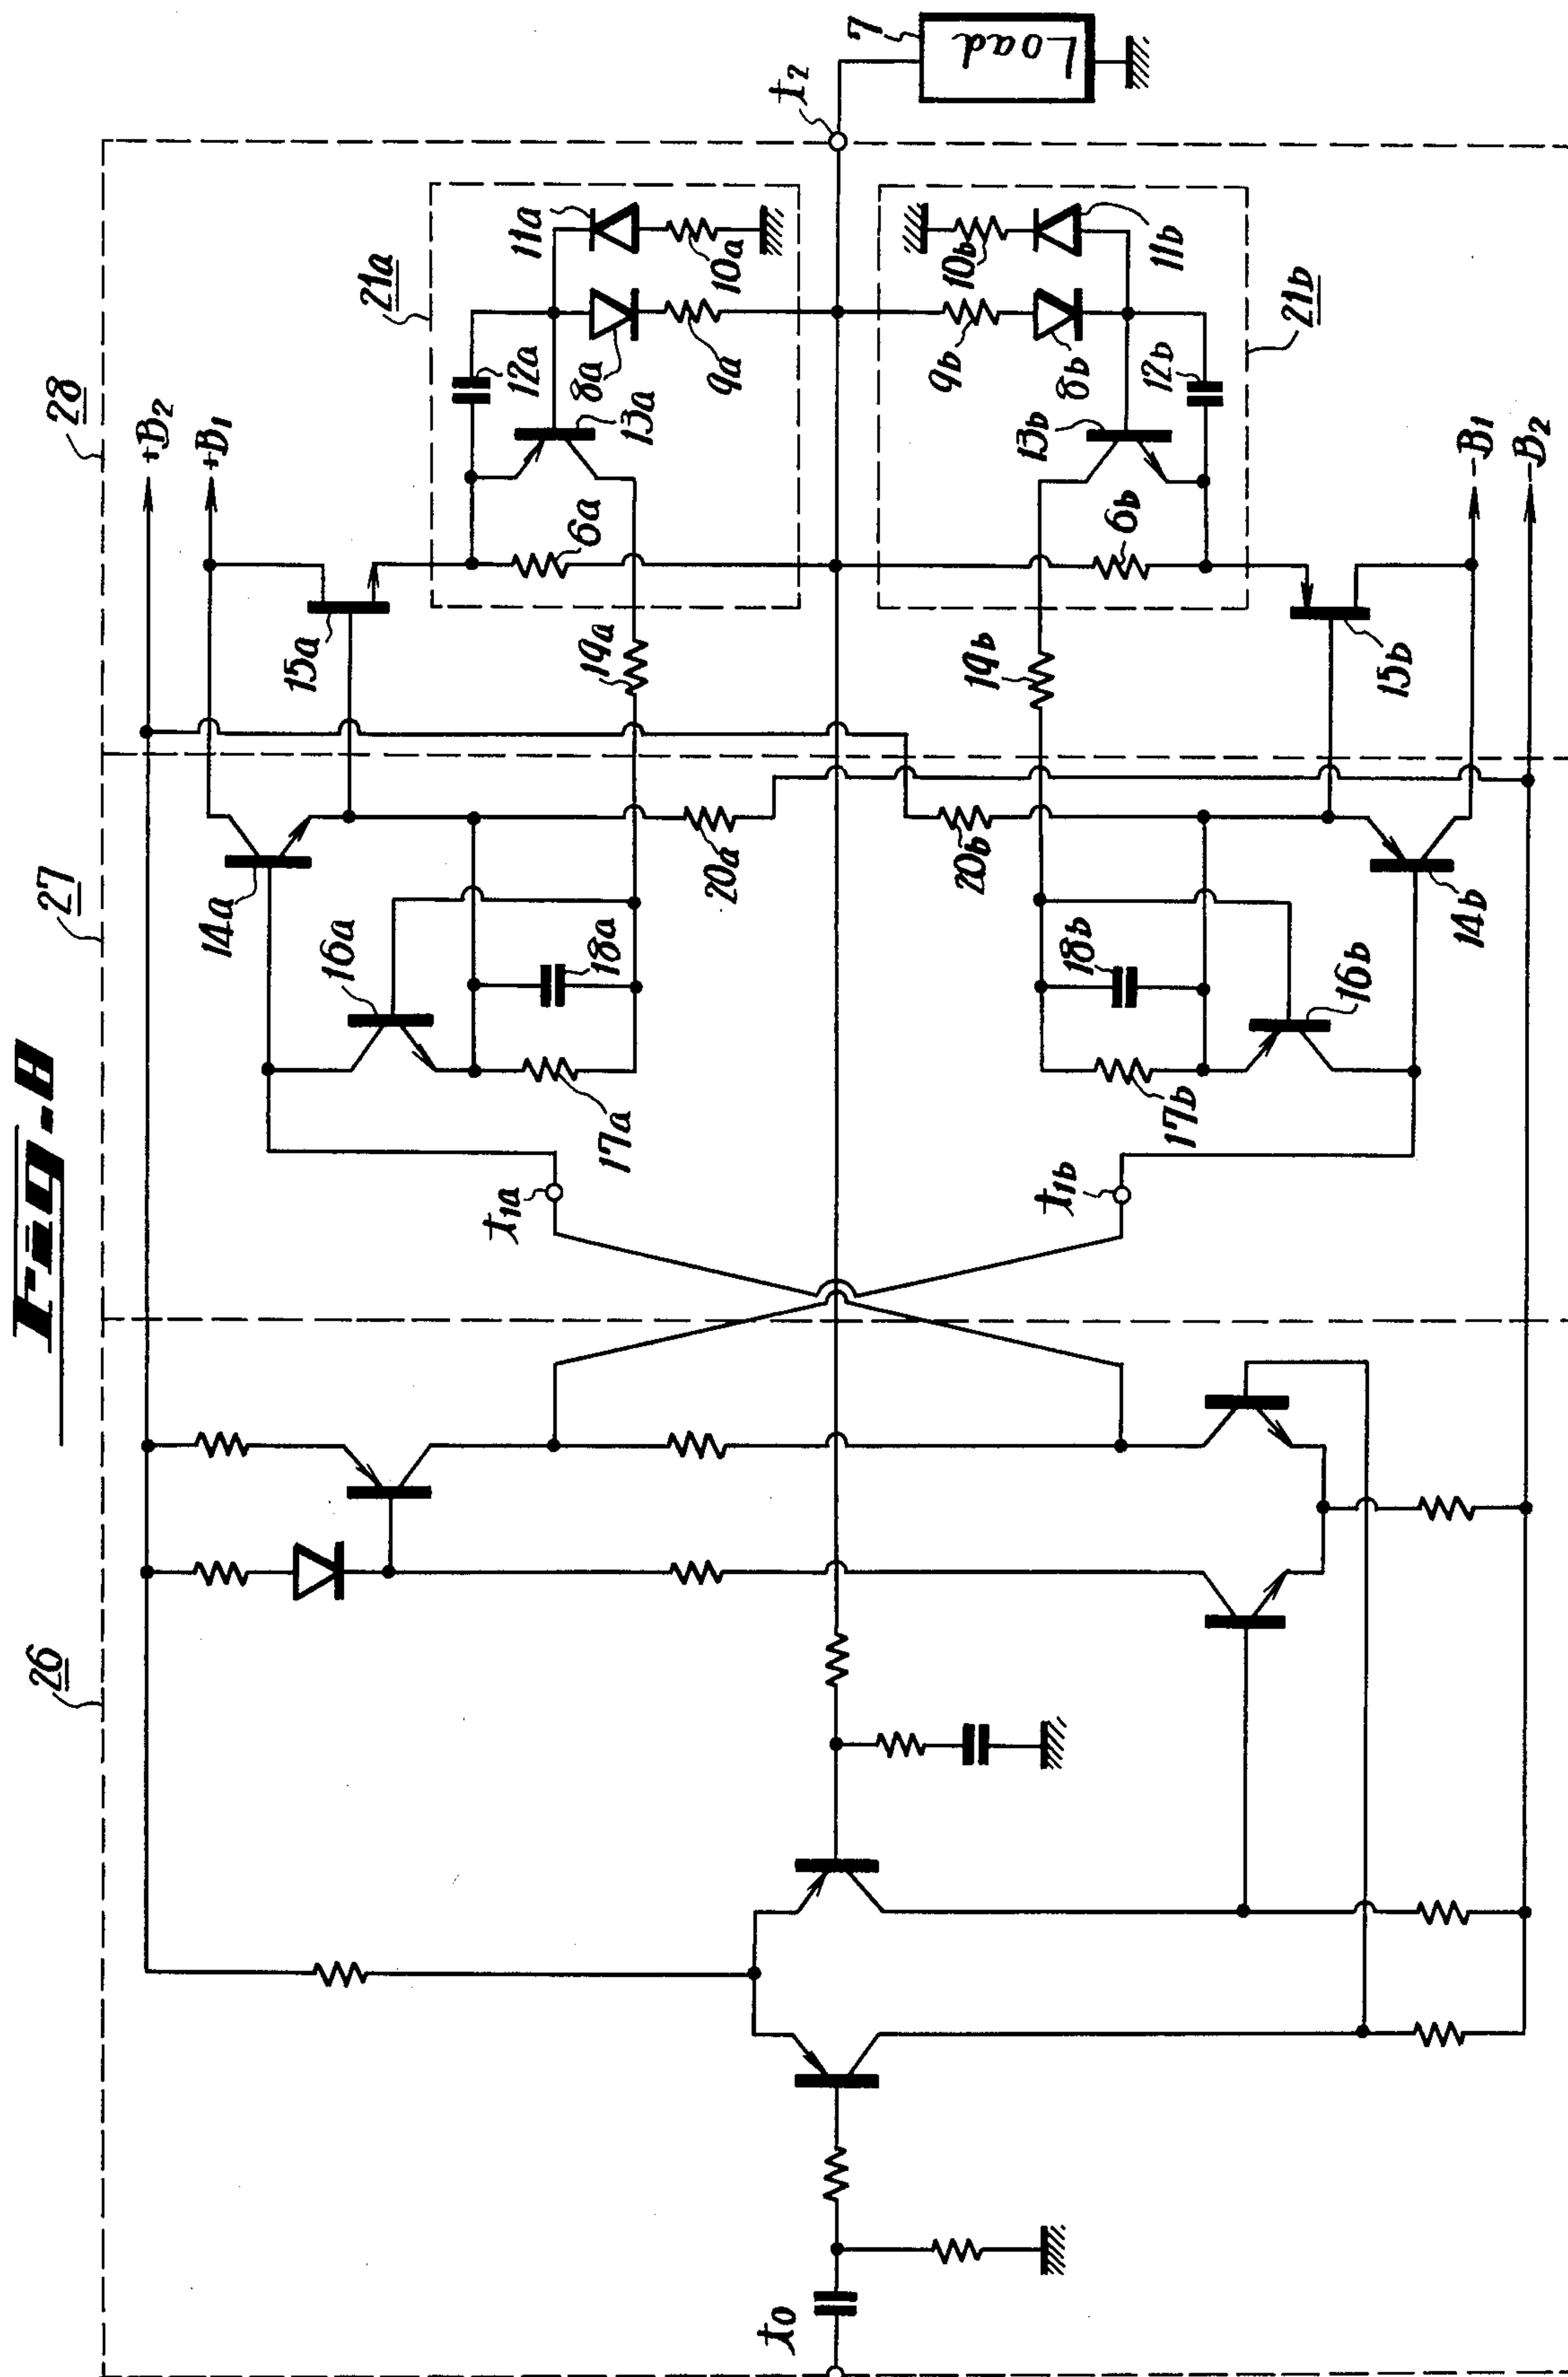 Fig-8
26
27
28
+B2
+B1
14a
15a
16a
17a
18a
19a
20a
21a
6a
12a
13a
8a
9a
11a
10a
t1a
t0
t2
7
Load
t1b
17b
18b
16b
14b
20b
19b
15b
21b
6b
13b
12b
8b
9b
10b
11b
-B1
-B2